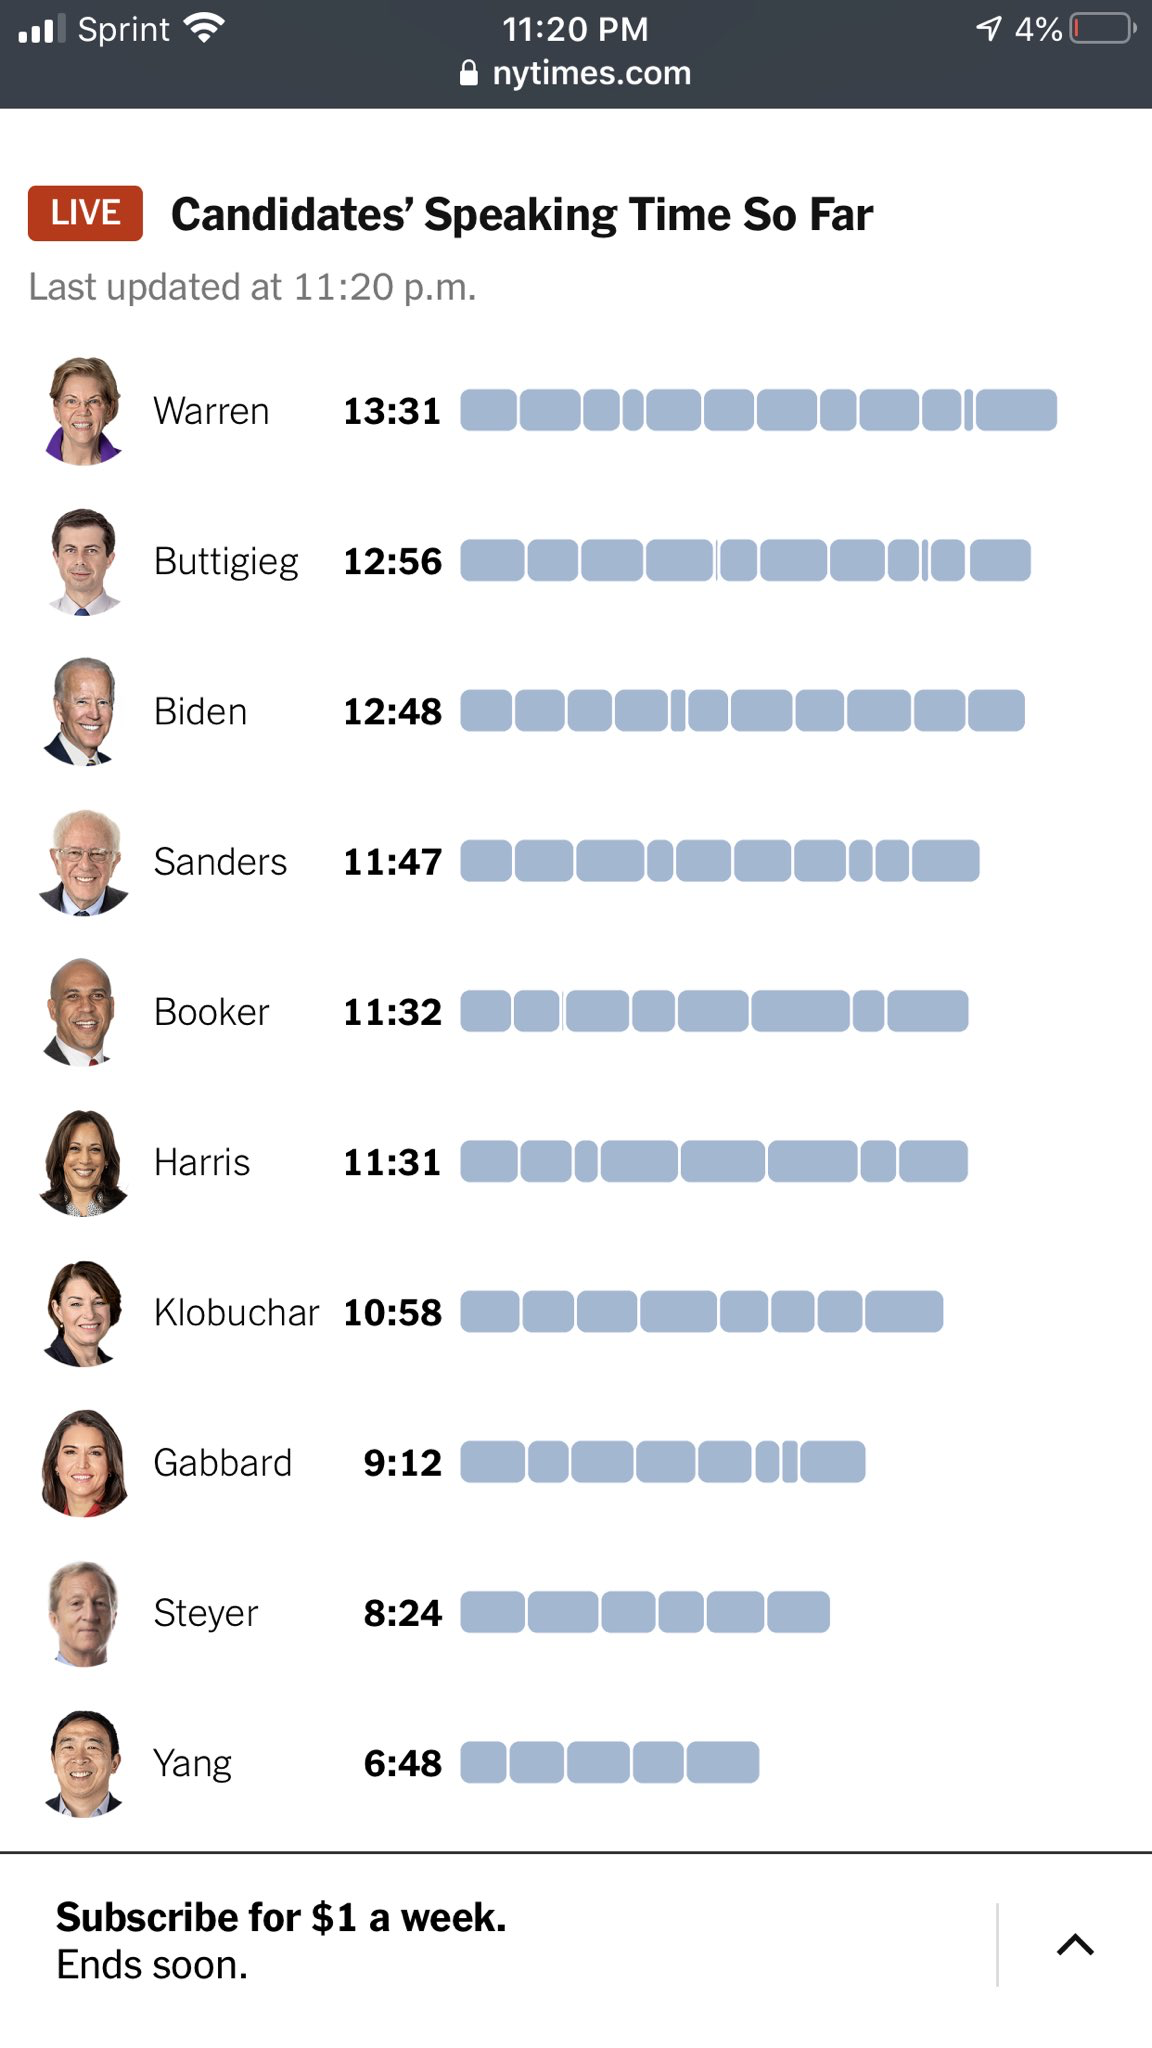 Sprint 11:20 PM 4%
nytimes.com
LIVE Candidates’ Speaking Time So Far
Last updated at 11:20 p.m.
Warren 13:31
Buttigieg 12:56
Biden 12:48
Sanders 11:47
Booker 11:32
Harris 11:31
Klobuchar 10:58
Gabbard 9:12
Steyer 8:24
Yang 6:48
Subscribe for $1 a week.
Ends soon.